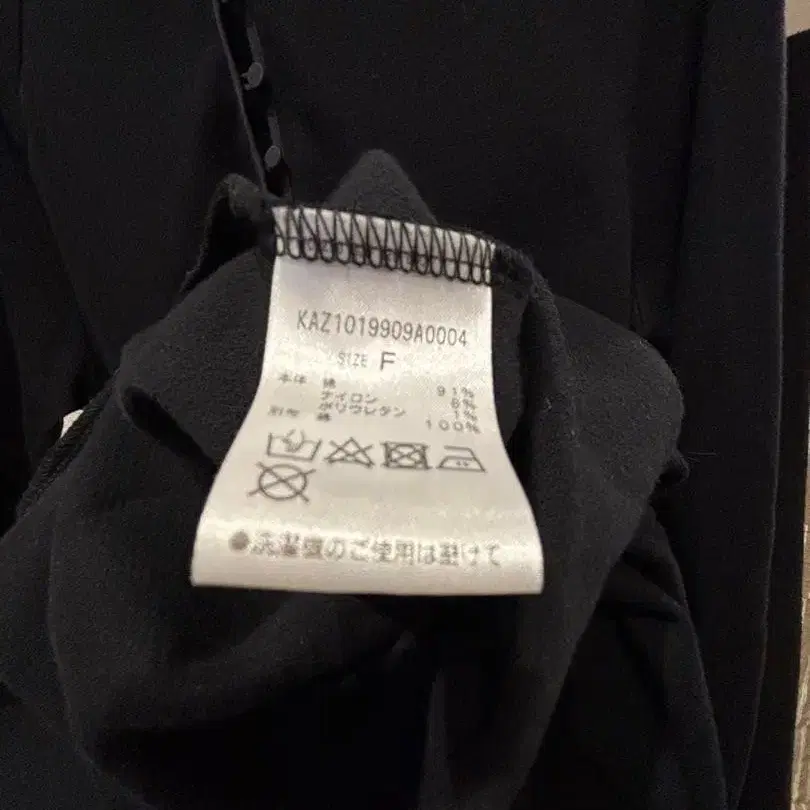 KAZ1019909A0004
SIZE F
本体 綿 91%
ナイロン 8%
ポリウレタン 1%
別布 綿 100%
●洗濯機のご使用は避けて